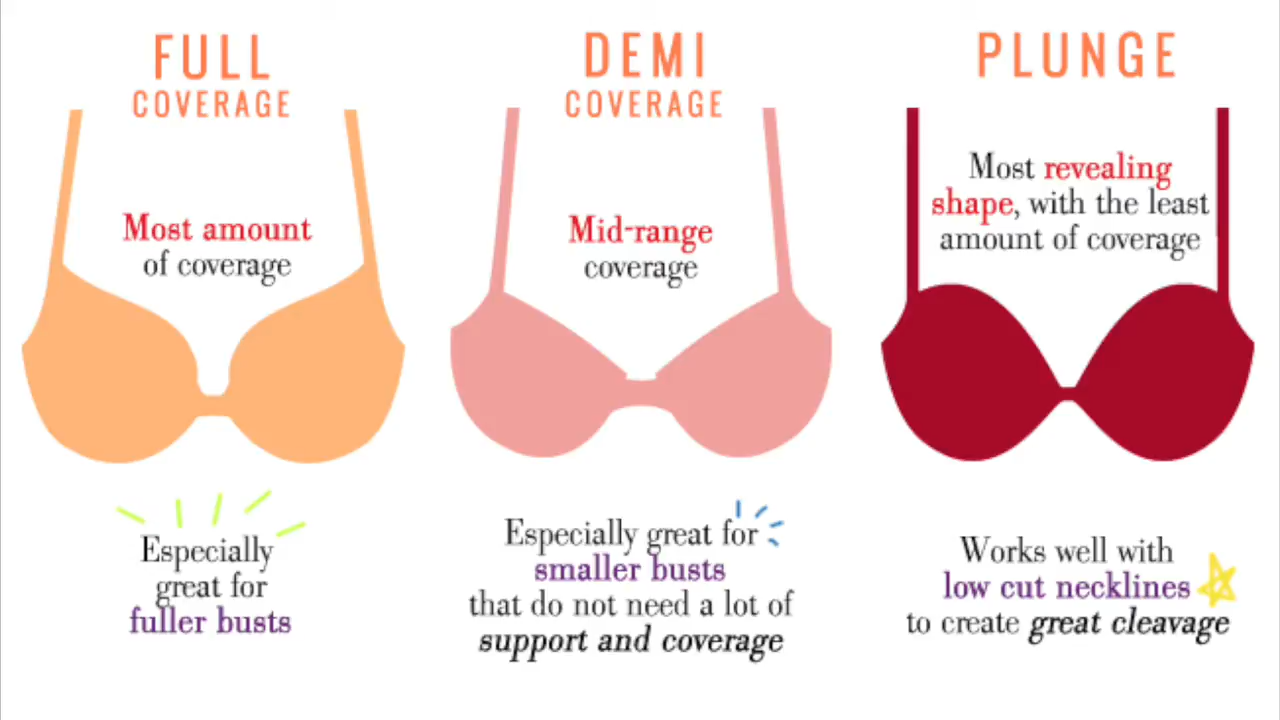 FULL
COVERAGE
Most amount
of coverage
Especially
great for
fuller busts
DEMI
COVERAGE
Mid-range
coverage
Especially great for
smaller busts
that do not need a lot of
support and coverage
PLUNGE
Most revealing
shape, with the least
amount of coverage
Works well with
low cut necklines
to create great cleavage